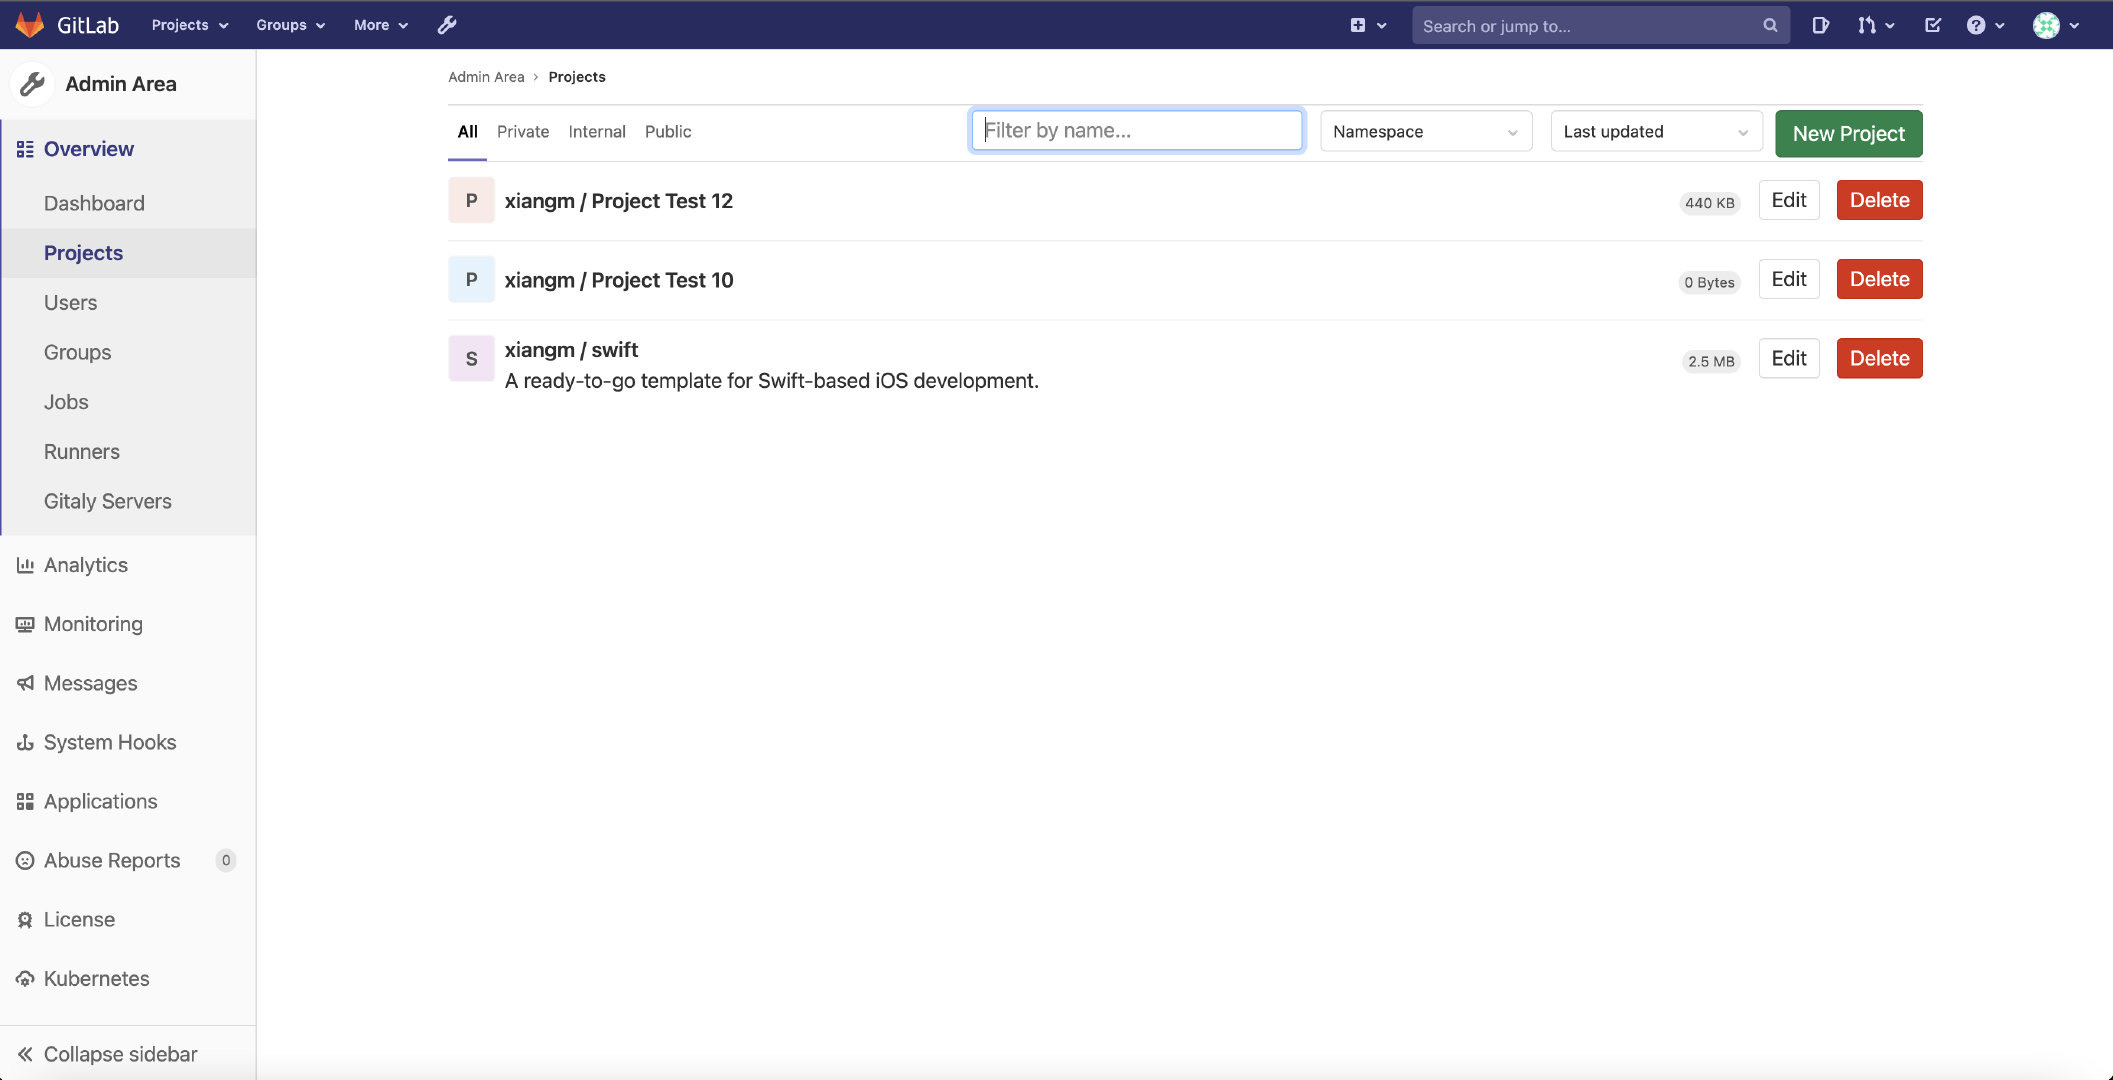 GitLab Projects Groups More Search or jump to...
Admin Area
Overview
Dashboard
Projects
Users
Groups
Jobs
Runners
Gitaly Servers
Analytics
Monitoring
Messages
System Hooks
Applications
Abuse Reports 0
License
Kubernetes
Collapse sidebar
Admin Area › Projects
All Private Internal Public Filter by name... Namespace Last updated New Project
P xiangm / Project Test 12 440 KB Edit Delete
P xiangm / Project Test 10 0 Bytes Edit Delete
S xiangm / swift 2.5 MB Edit Delete
A ready-to-go template for Swift-based iOS development.